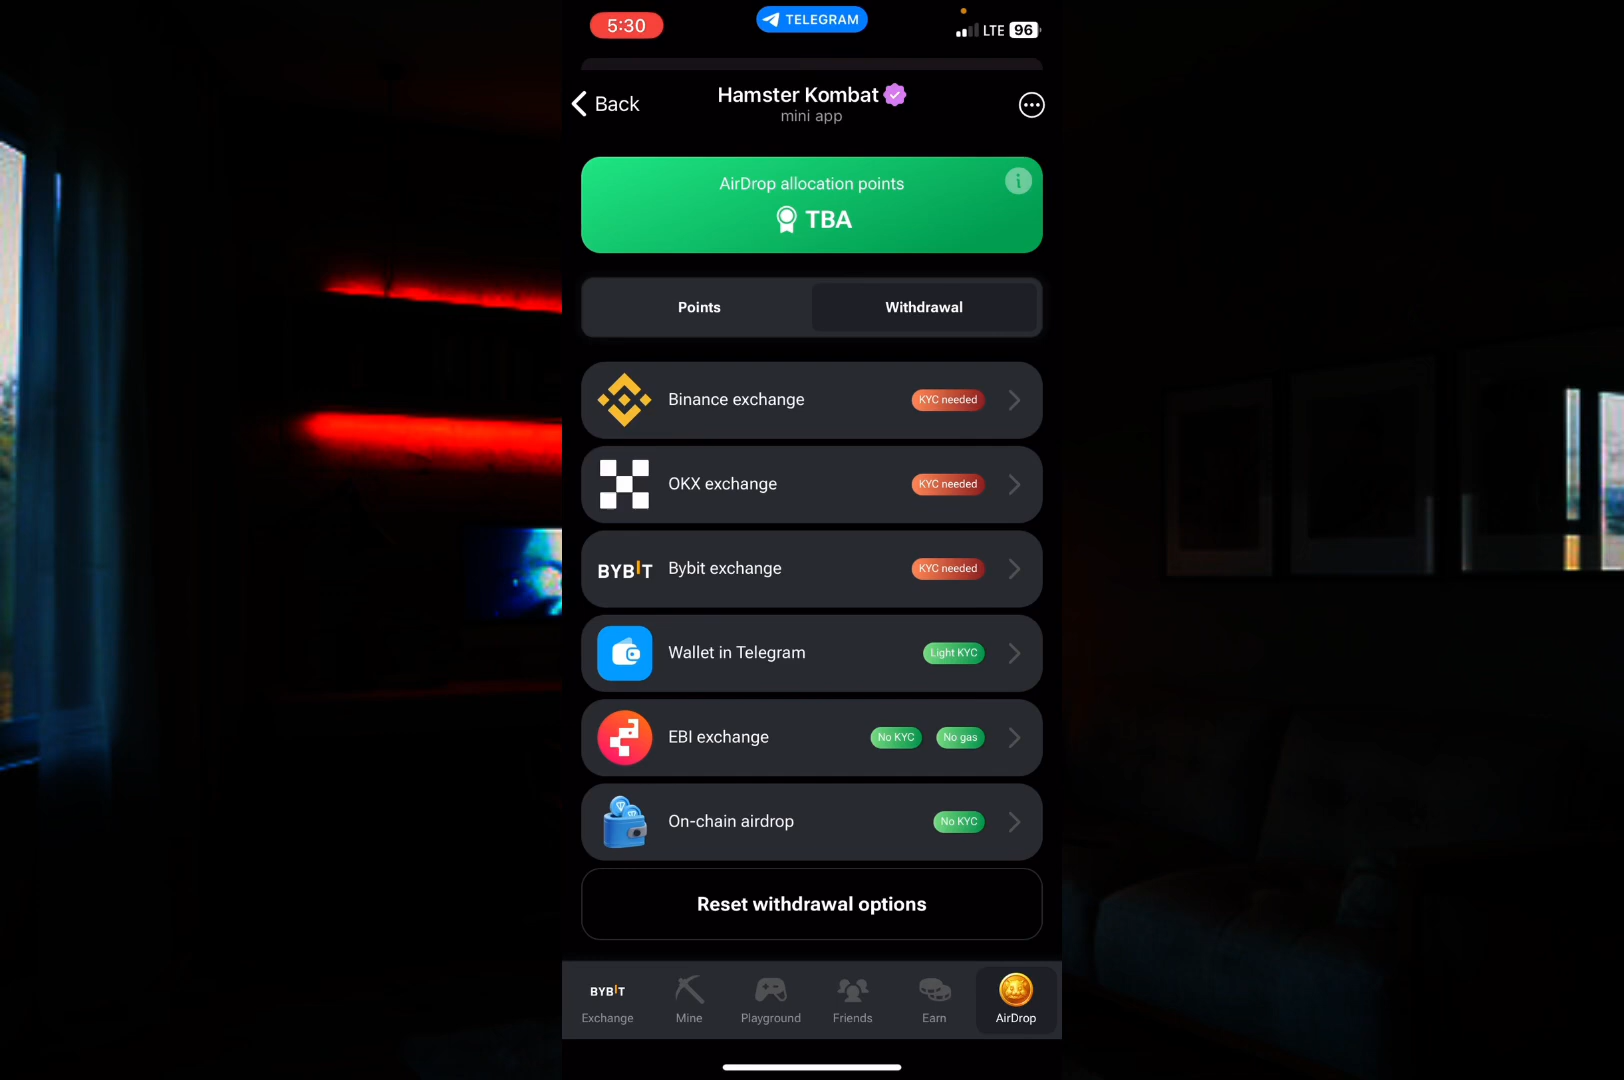 5:30
TELEGRAM
LTE 96
Back
Hamster Kombat
mini app
AirDrop allocation points
TBA
Points
Withdrawal
Binance exchange
KYC needed
OKX exchange
KYC needed
BYBIT
Bybit exchange
KYC needed
Wallet in Telegram
Light KYC
EBI exchange
No KYC
No gas
On-chain airdrop
No KYC
Reset withdrawal options
BYBIT
Exchange
Mine
Playground
Friends
Earn
AirDrop